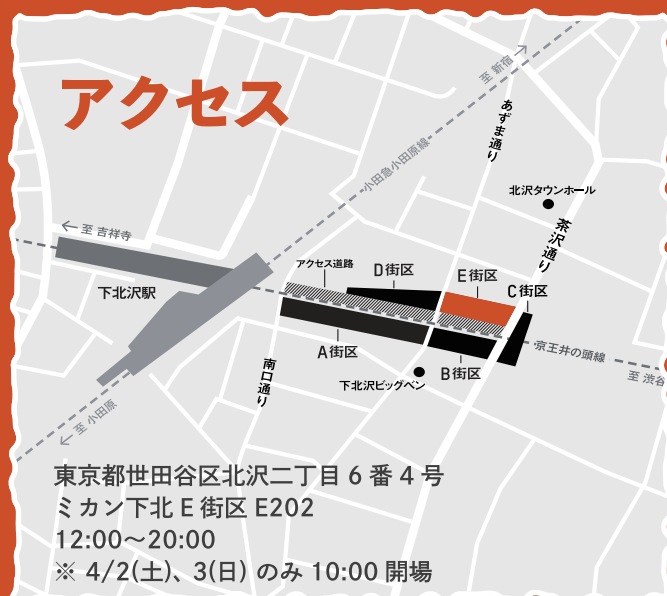 アクセス
至 新宿
あずま通り
小田急小田原線
北沢タウンホール
茶沢通り
至 吉祥寺
アクセス道路
D街区
E街区
C街区
下北沢駅
A街区
京王井の頭線
至 渋谷
南口通り
B街区
下北沢ビッグベン
至 小田原
東京都世田谷区北沢二丁目 6 番 4 号
ミカン下北 E 街区 E202
12:00〜20:00
※ 4/2(土)、3(日) のみ 10:00 開場